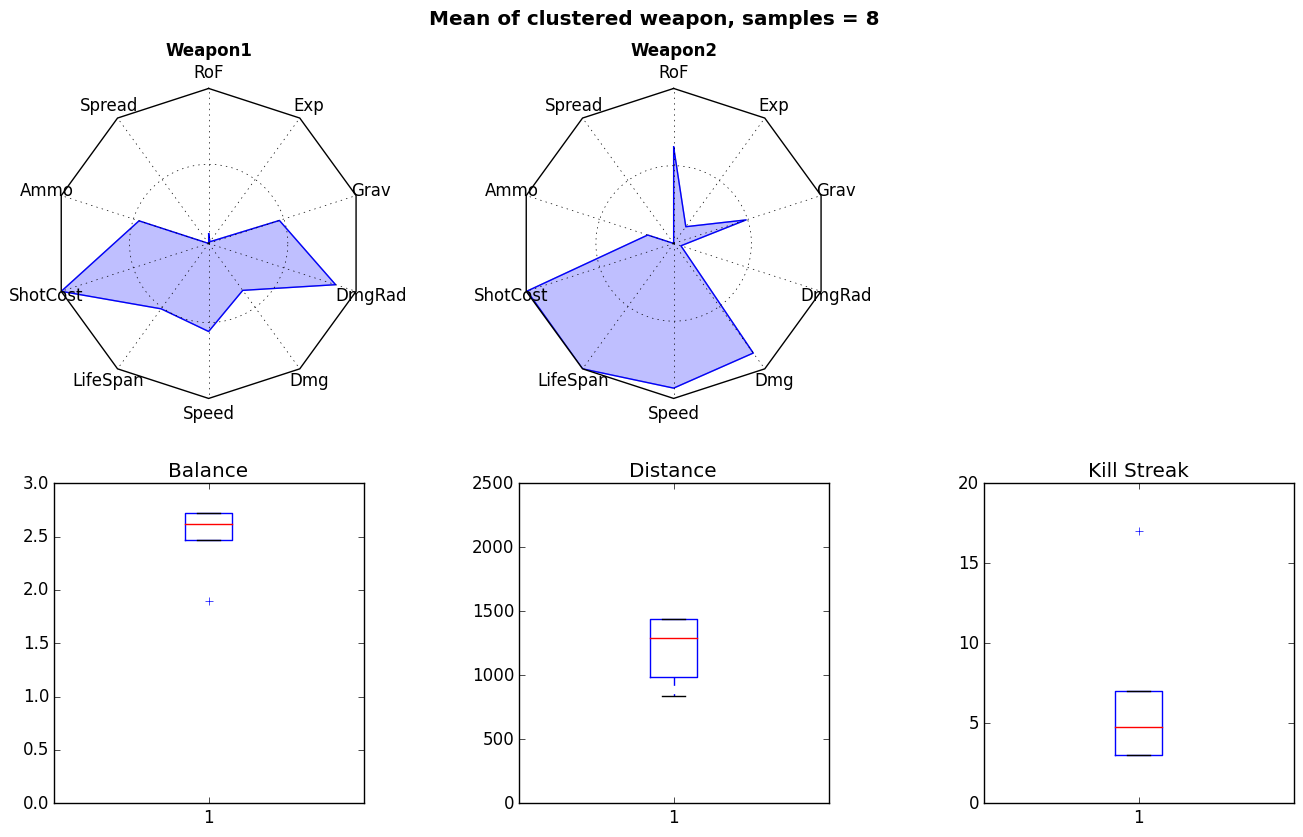 Mean of clustered weapon, samples = 8
Weapon1
RoF
Spread
Exp
Ammo
Grav
ShotCost
DmgRad
LifeSpan
Dmg
Speed
Weapon2
RoF
Spread
Exp
Ammo
Grav
ShotCost
DmgRad
LifeSpan
Dmg
Speed
Balance
3.0
2.5
2.0
1.5
1.0
0.5
0.0
1
Distance
2500
2000
1500
1000
500
0
1
Kill Streak
20
15
10
5
0
1